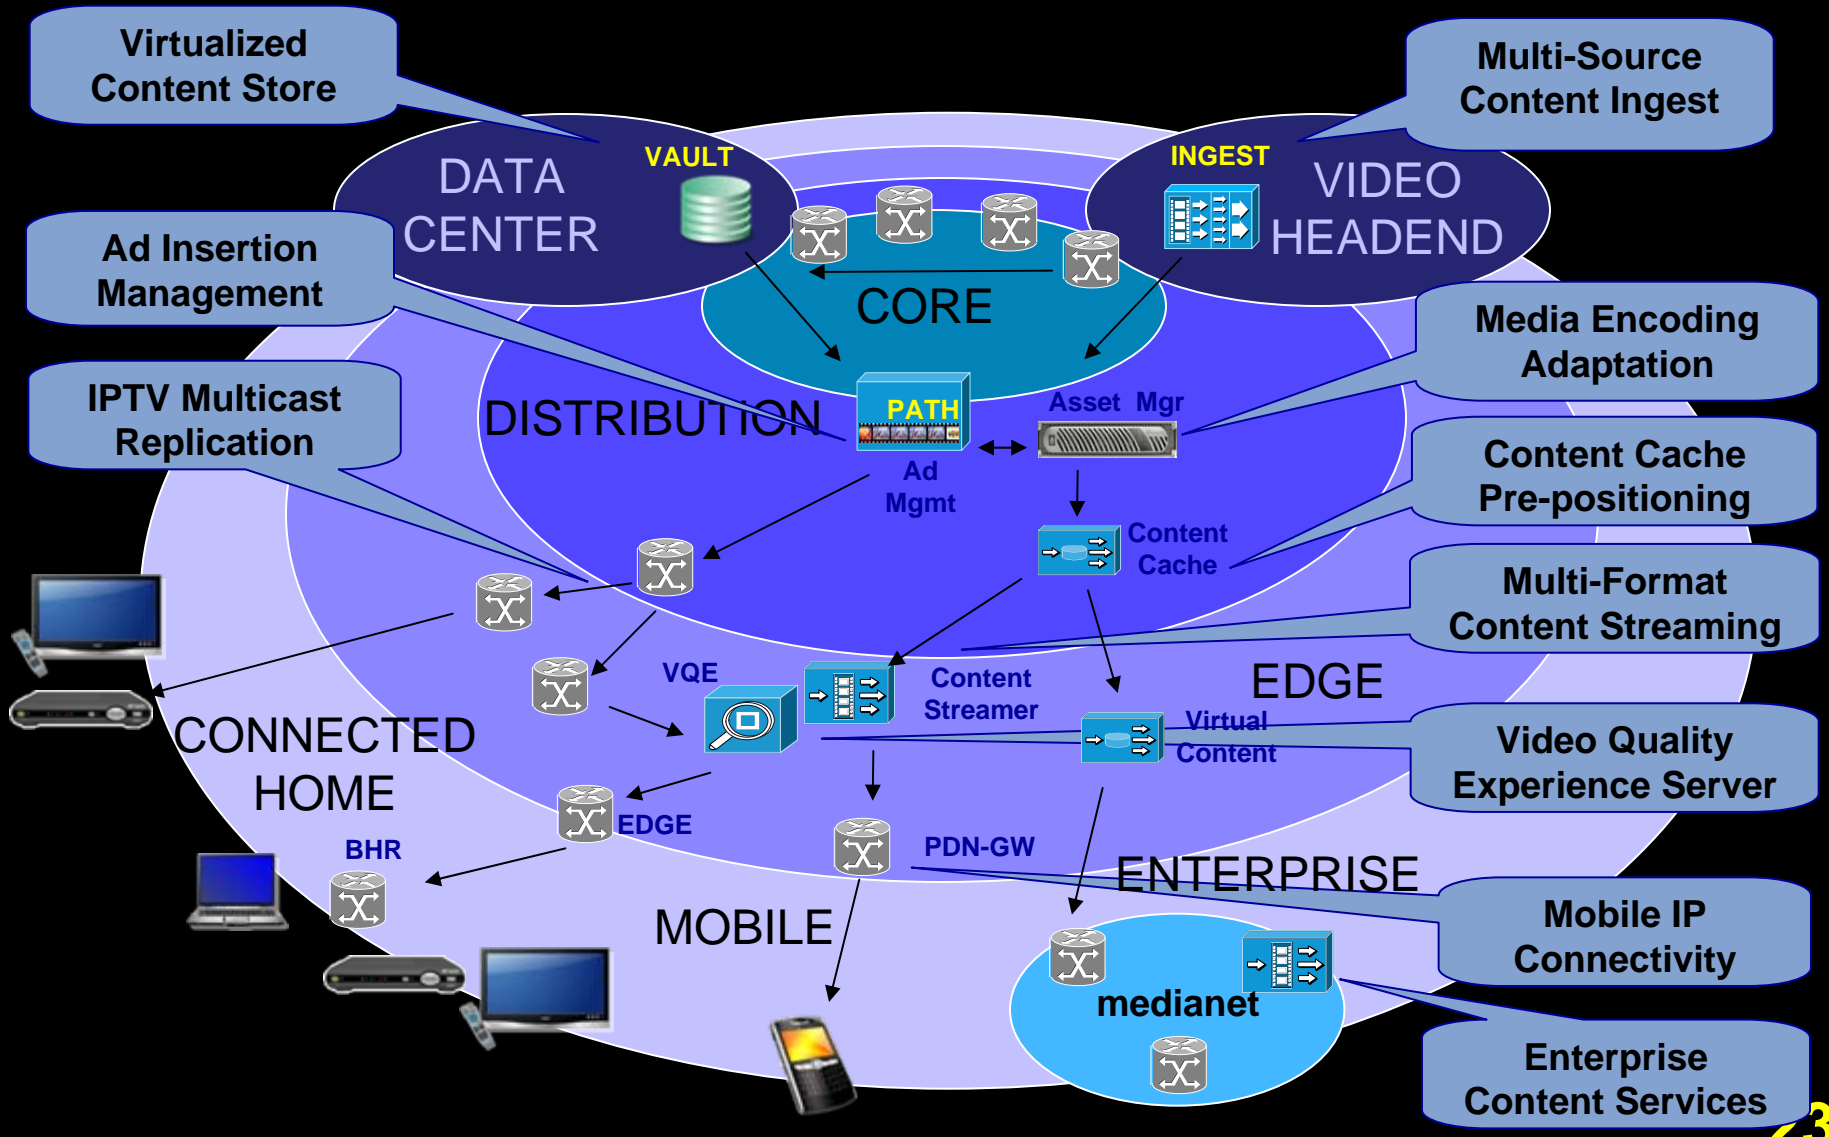 Virtualized
Content Store
Multi-Source
Content Ingest
DATA
CENTER
VAULT
INGEST
VIDEO
HEADEND
Ad Insertion
Management
CORE
Media Encoding
Adaptation
IPTV Multicast
Replication
DISTRIBUTION
PATH
Asset Mgr
Ad
Mgmt
Content Cache
Pre-positioning
Content
Cache
Multi-Format
Content Streaming
VQE
Content
Streamer
EDGE
CONNECTED
HOME
Virtual
Content
Video Quality
Experience Server
EDGE
BHR
PDN-GW
ENTERPRISE
MOBILE
Mobile IP
Connectivity
medianet
Enterprise
Content Services
23